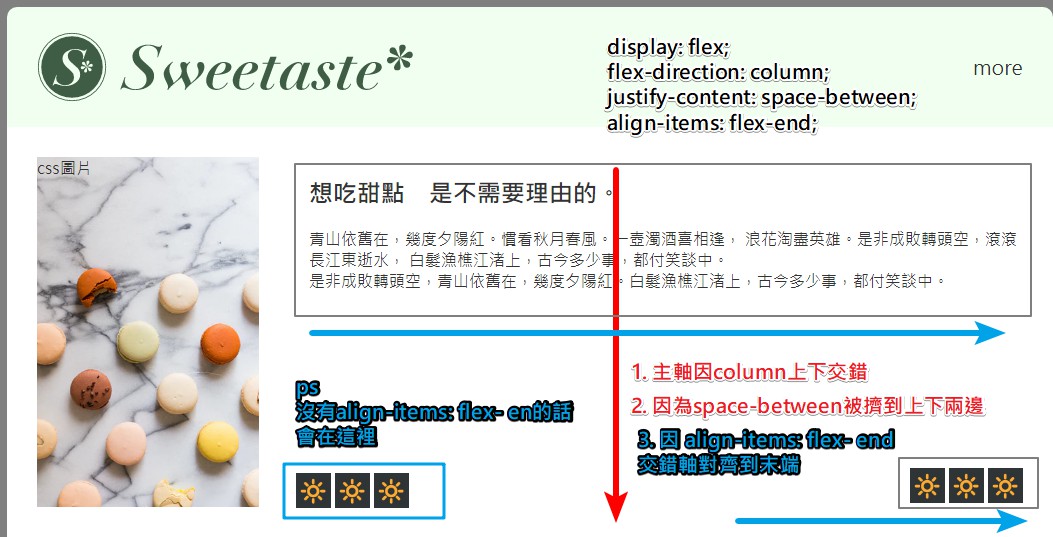 S*
Sweetaste*
display: flex;
flex-direction: column;
justify-content: space-between;
align-items: flex-end;
more
css圖片
想吃甜點　是不需要理由的。
青山依舊在，幾度夕陽紅。慣看秋月春風。一壺濁酒喜相逢， 浪花淘盡英雄。是非成敗轉頭空，滾滾
長江東逝水， 白髮漁樵江渚上，古今多少事，都付笑談中。
是非成敗轉頭空，青山依舊在，幾度夕陽紅。白髮漁樵江渚上，古今多少事，都付笑談中。
1. 主軸因column上下交錯
2. 因為space-between被擠到上下兩邊
3. 因 align-items: flex- end
交錯軸對齊到末端
ps
沒有align-items: flex- en的話
會在這裡